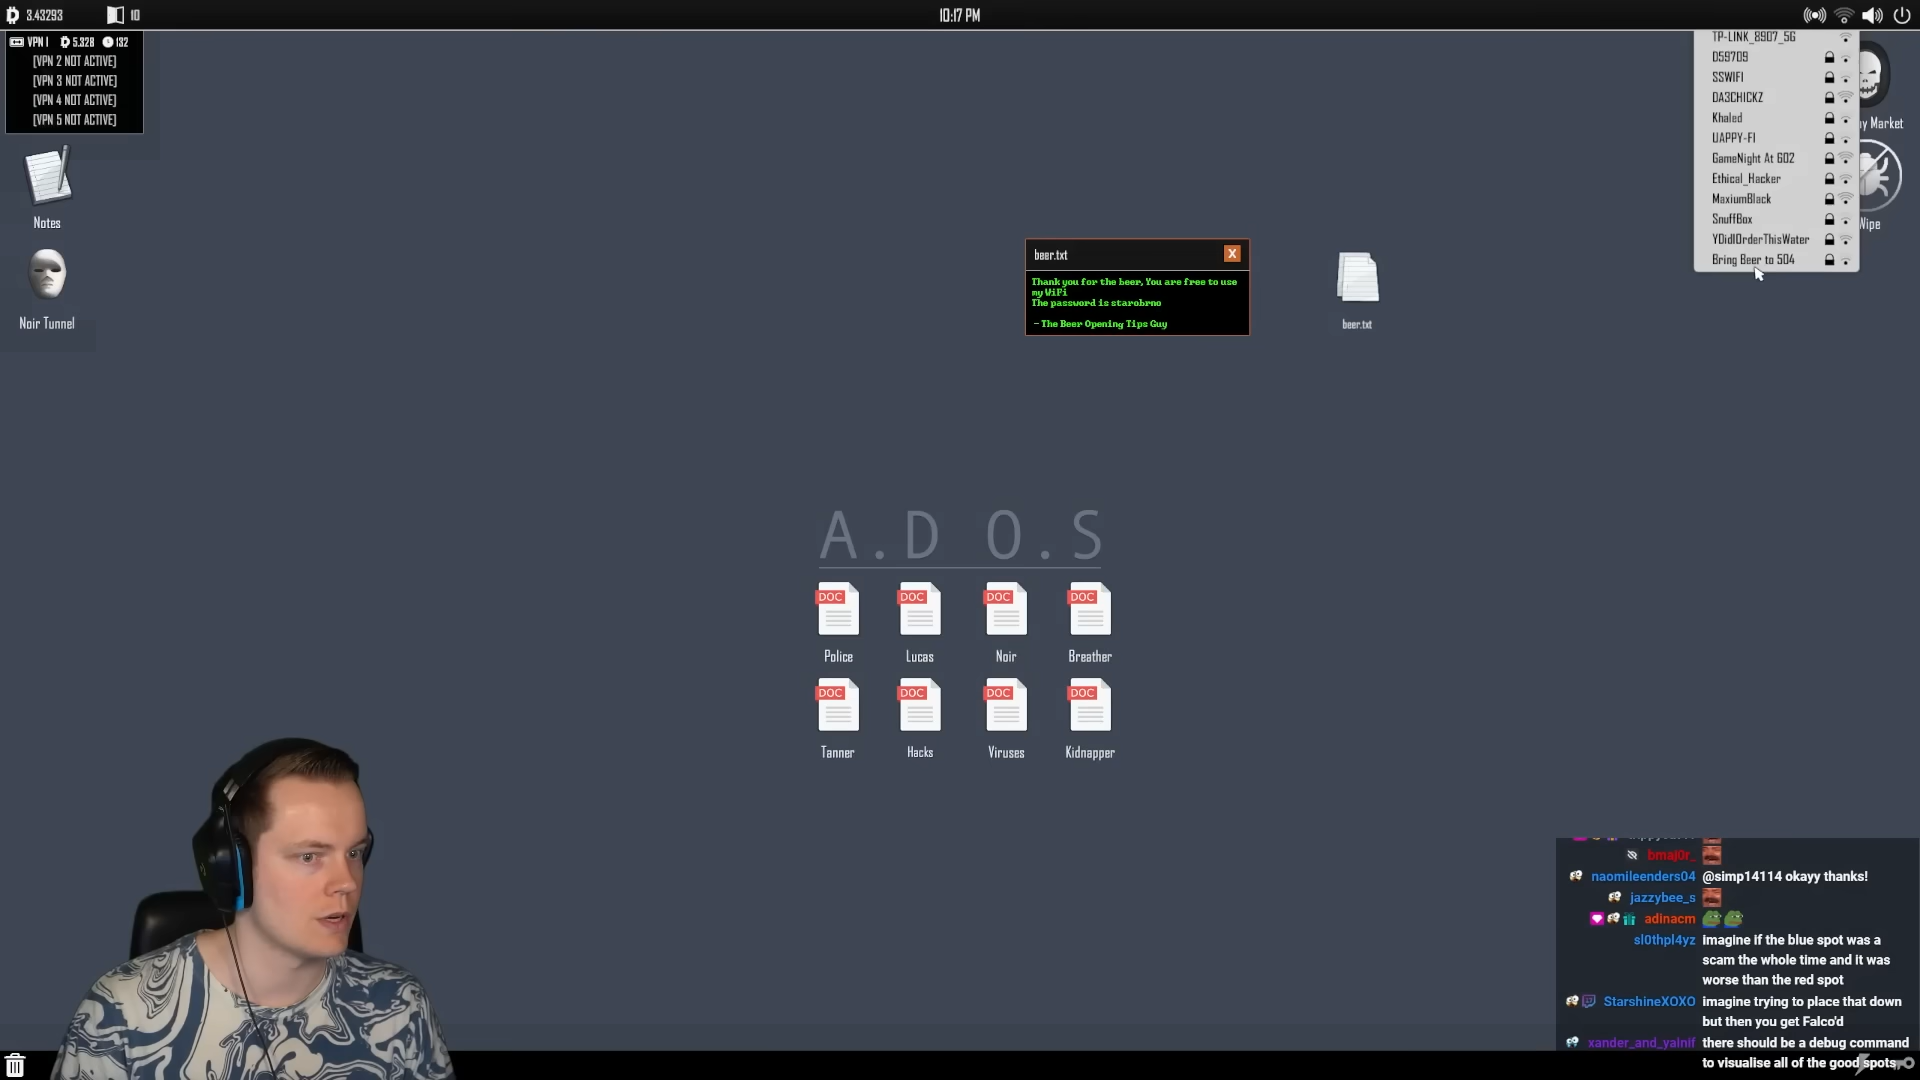 3.43293
10
10:17 PM
VPN 1 5.328 132
[VPN 2 NOT ACTIVE]
[VPN 3 NOT ACTIVE]
[VPN 4 NOT ACTIVE]
[VPN 5 NOT ACTIVE]
Notes
Noir Tunnel
TP-LINK_8907_5G
D59709
SSWIFI
DA3CHICKZ
Khaled
UAPPY-FI
GameNight At 602
Ethical_Hacker
MaxiumBlack
SnuffBox
YDidIOrderThisWater
Bring Beer to 504
y Market
Wipe
beer.txt
X
Thank you for the beer, You are free to use
my WiFi
The password is starobrno
- The Beer Opening Tips Guy
beer.txt
A.D O.S
DOC DOC DOC DOC
Police Lucas Noir Breather
DOC DOC DOC DOC
Tanner Hacks Viruses Kidnapper
bmaj0r_
naomileenders04 @simp14114 okayy thanks!
jazzybee_s
adinacm
sl0thpl4yz Imagine if the blue spot was a
scam the whole time and it was
worse than the red spot
StarshineXOXO imagine trying to place that down
but then you get Falco'd
xander_and_yainif there should be a debug command
to visualise all of the good spots